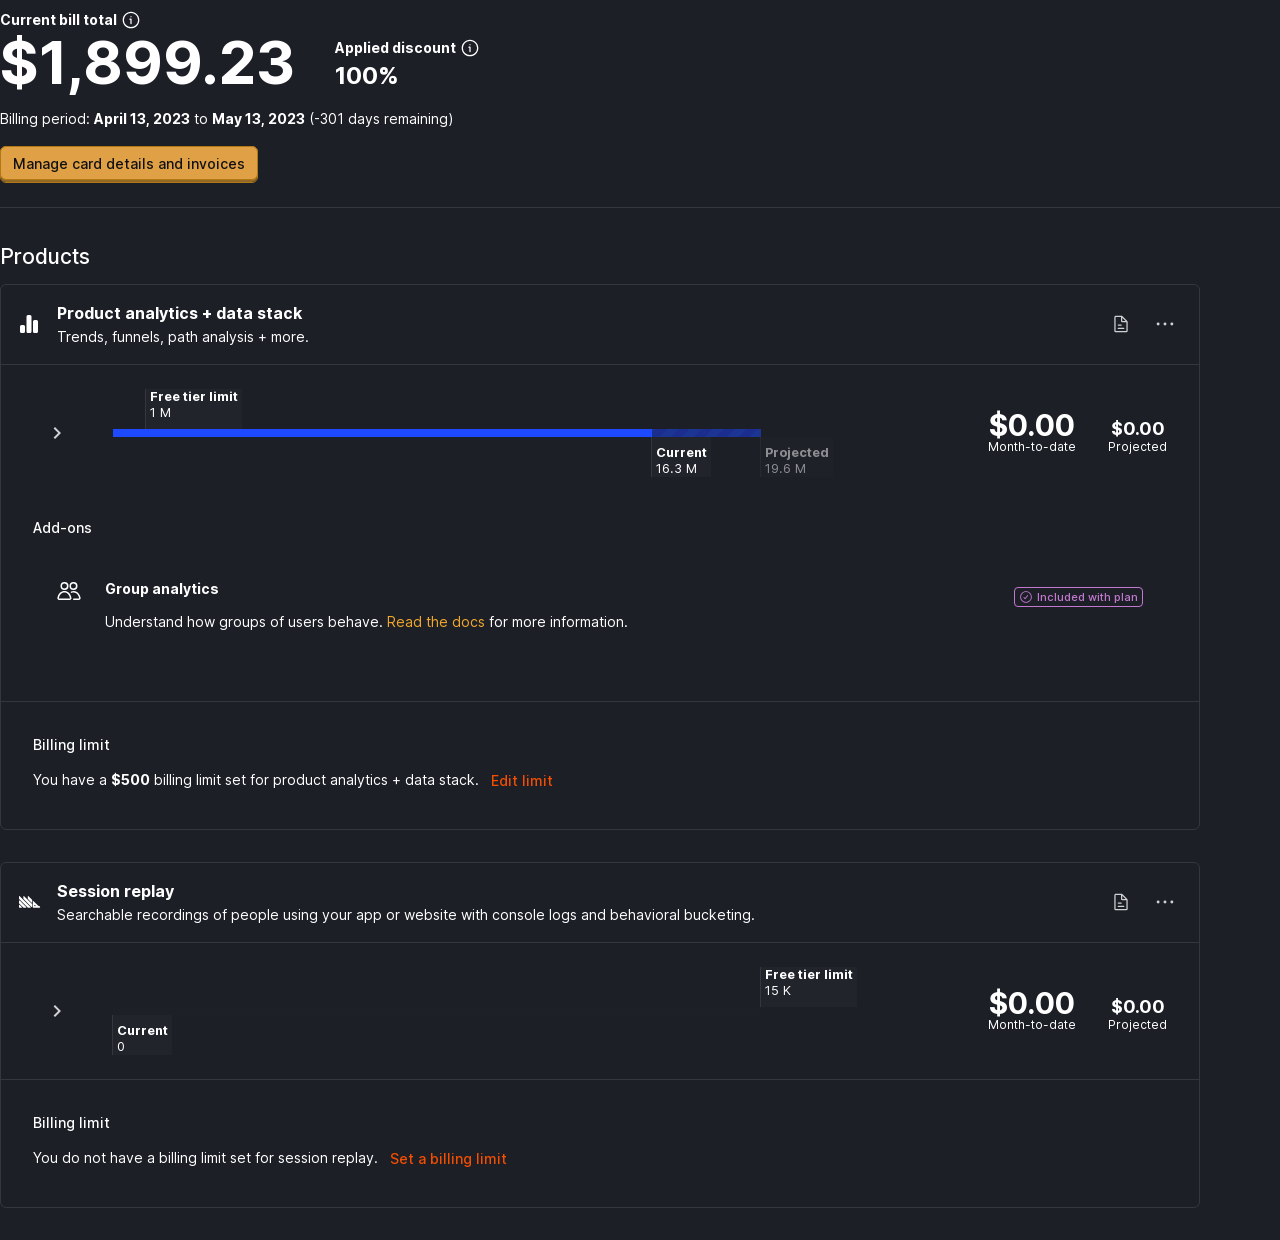 Current bill total
$1,899.23
Applied discount
100%
Billing period: April 13, 2023 to May 13, 2023 (-301 days remaining)
Manage card details and invoices
Products
Product analytics + data stack
Trends, funnels, path analysis + more.
Free tier limit
1 M
Current
16.3 M
Projected
19.6 M
$0.00
Month-to-date
$0.00
Projected
Add-ons
Group analytics
Included with plan
Understand how groups of users behave. Read the docs for more information.
Billing limit
You have a $500 billing limit set for product analytics + data stack. Edit limit
Session replay
Searchable recordings of people using your app or website with console logs and behavioral bucketing.
Free tier limit
15 K
Current
0
$0.00
Month-to-date
$0.00
Projected
Billing limit
You do not have a billing limit set for session replay. Set a billing limit